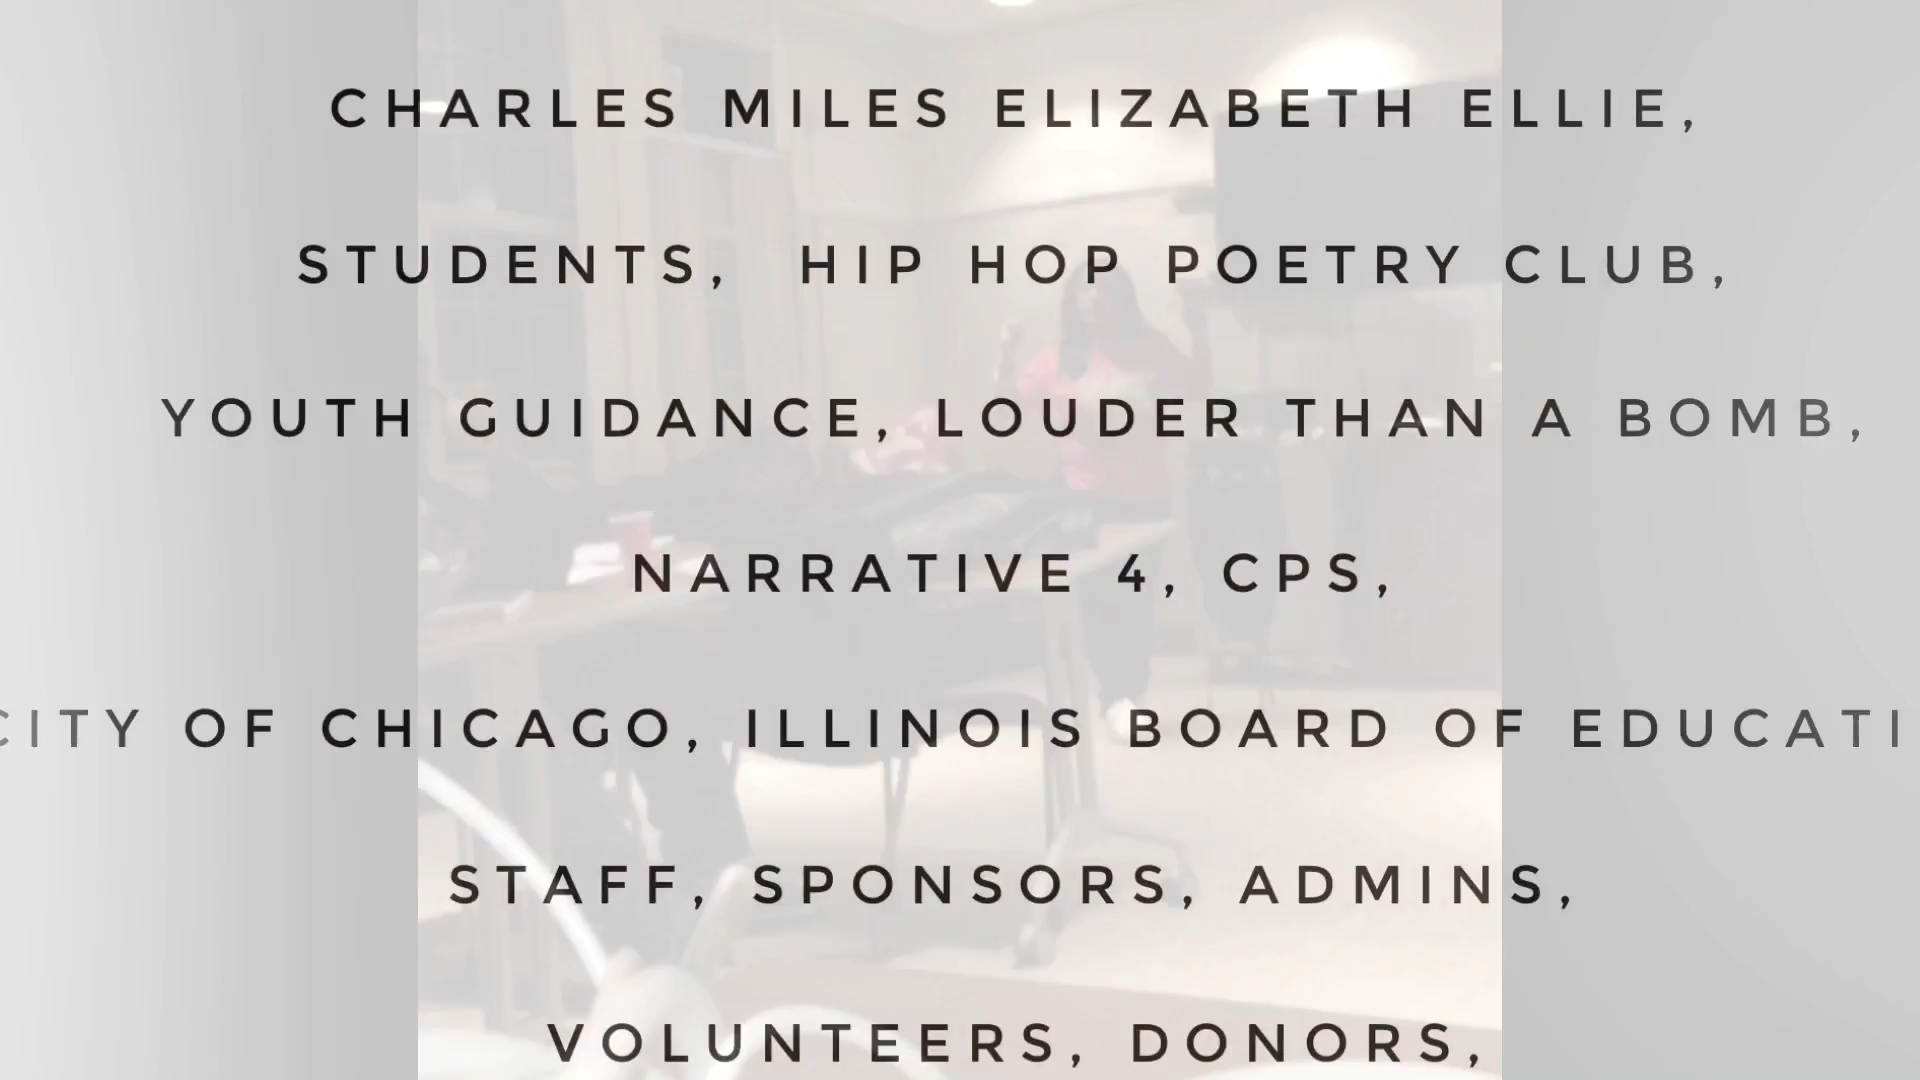 CHARLES MILES ELIZABETH ELLIE,
STUDENTS, HIP HOP POETRY CLUB,
YOUTH GUIDANCE, LOUDER THAN A BOMB,
NARRATIVE 4, CPS,
CITY OF CHICAGO, ILLINOIS BOARD OF EDUCATI
STAFF, SPONSORS, ADMINS,
VOLUNTEERS, DONORS,